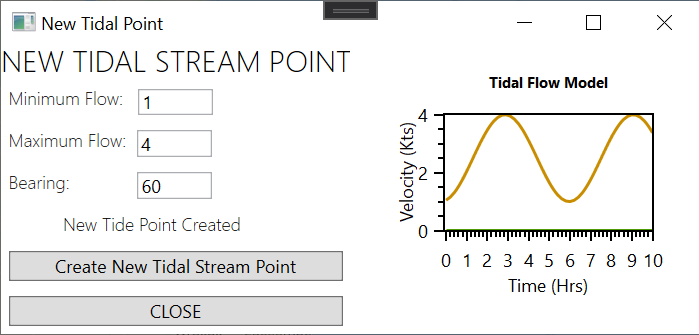 New Tidal Point
NEW TIDAL STREAM POINT
Minimum Flow: 1
Maximum Flow: 4
Bearing: 60
New Tide Point Created
Create New Tidal Stream Point
CLOSE
Tidal Flow Model
Velocity (Kts)
4
2
0
0 1 2 3 4 5 6 7 8 9 10
Time (Hrs)